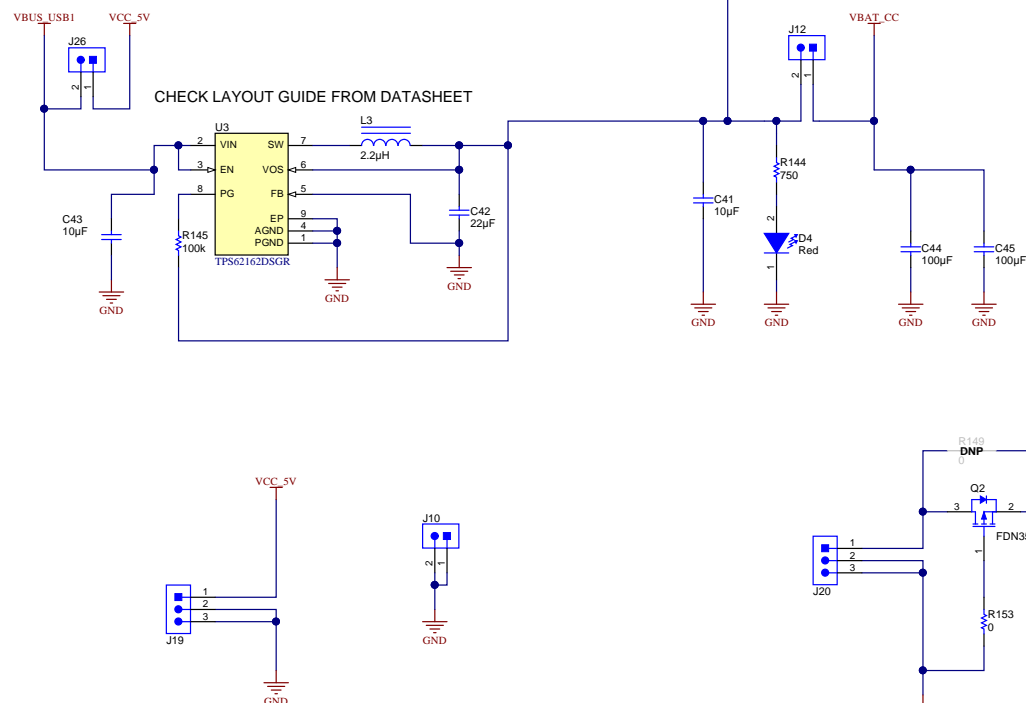 VBUS_USB1
VCC_5V
J26
2
1
CHECK LAYOUT GUIDE FROM DATASHEET
U3
2
VIN
SW
7
3
EN
VOS
6
8
PG
FB
5
EP
9
AGND
4
PGND
1
TPS62162DSGR
L3
2.2µH
C43
10µF
GND
R145
100k
GND
C42
22µF
GND
J12
2
1
VBAT_CC
C41
10µF
GND
R144
750
2
D4
Red
1
GND
C44
100µF
GND
C45
100µF
GND
VCC_5V
J19
1
2
3
GND
J10
2
1
GND
J20
1
2
3
R149
DNP
0
Q2
3
2
1
R153
0